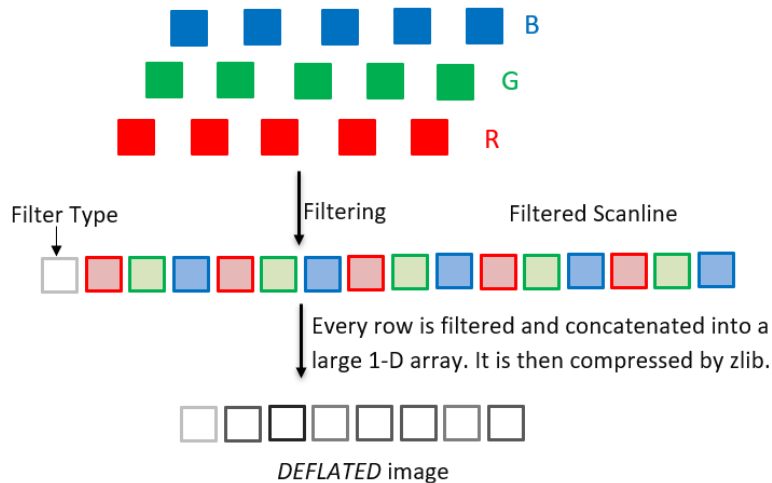 B
G
R
Filter Type
Filtering
Filtered Scanline
Every row is filtered and concatenated into a
large 1-D array. It is then compressed by zlib.
DEFLATED image